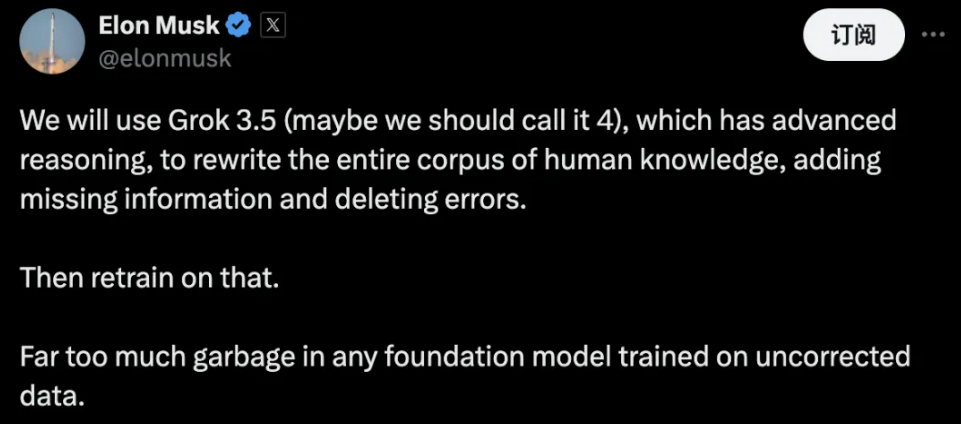 Elon Musk X
@elonmusk
订阅
We will use Grok 3.5 (maybe we should call it 4), which has advanced
reasoning, to rewrite the entire corpus of human knowledge, adding
missing information and deleting errors.
Then retrain on that.
Far too much garbage in any foundation model trained on uncorrected
data.